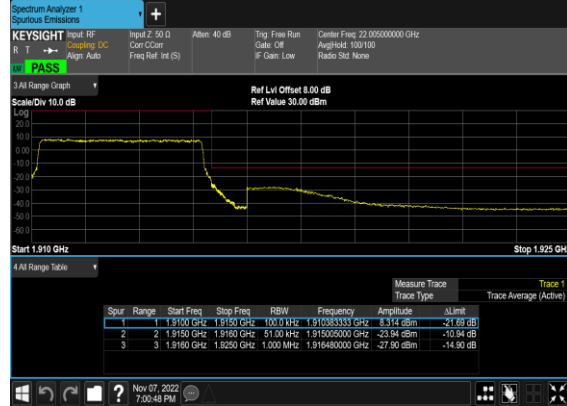 Spectrum Analyzer 1
Spurious Emissions
+
KEYSIGHT Input: RF Input Z: 50 Ω Atten: 40 dB Trig: Free Run Center Freq: 22.005000000 GHz
R T Coupling: DC Corr CCorr Gate: Off Avg|Hold: 100/100
Align: Auto Freq Ref: Int (S) IF Gain: Low Radio Std: None
PASS
3 All Range Graph Ref Lvl Offset 8.00 dB
Scale/Div 10.0 dB Ref Value 30.00 dBm
Log
20.0
10.0
0.00
-10.0
-20.0
-30.0
-40.0
-50.0
-60.0
Start 1.910 GHz Stop 1.925 GHz
4 All Range Table
Measure Trace Trace 1
Trace Type Trace Average (Active)
Spur Range Start Freq Stop Freq RBW Frequency Amplitude ΔLimit
1 1 1.9100 GHz 1.9150 GHz 100.0 kHz 1.910383333 GHz 8.314 dBm -21.69 dB
2 2 1.9150 GHz 1.9160 GHz 51.00 kHz 1.915005000 GHz -23.94 dBm -10.94 dB
3 3 1.9160 GHz 1.9250 GHz 1.000 MHz 1.916480000 GHz -27.90 dBm -14.90 dB
? Nov 07, 2022
7:00:48 PM